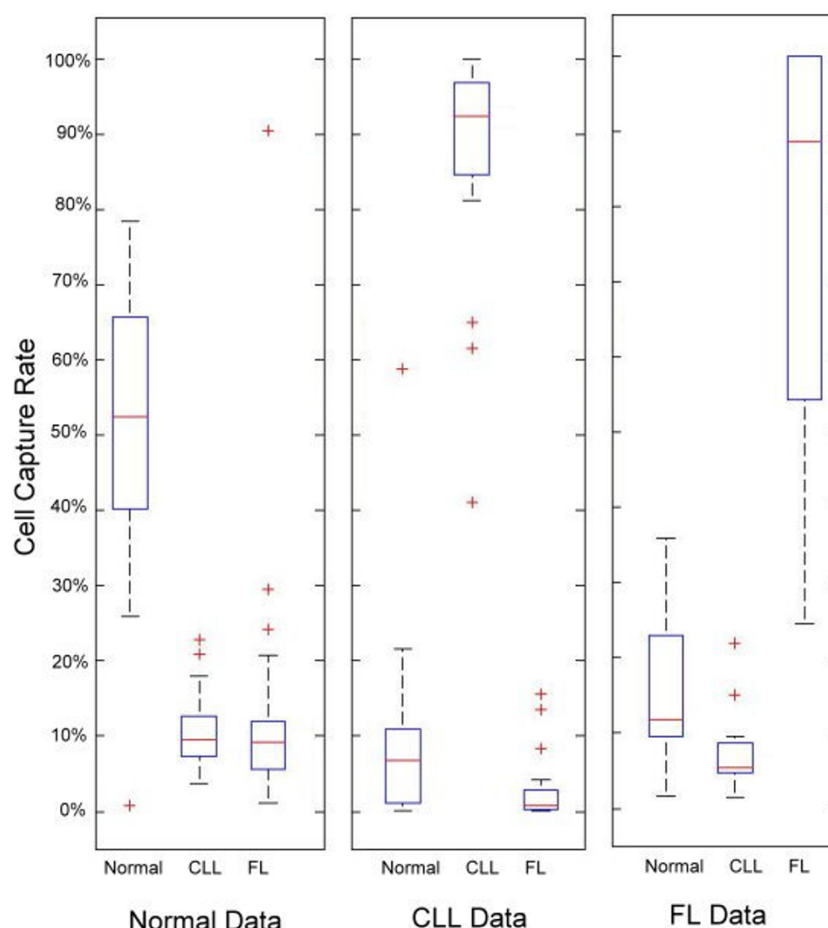 Cell Capture Rate
100%
90%
80%
70%
60%
50%
40%
30%
20%
10%
0%
Normal CLL FL
Normal CLL FL
Normal CLL FL
Normal Data
CLL Data
FL Data